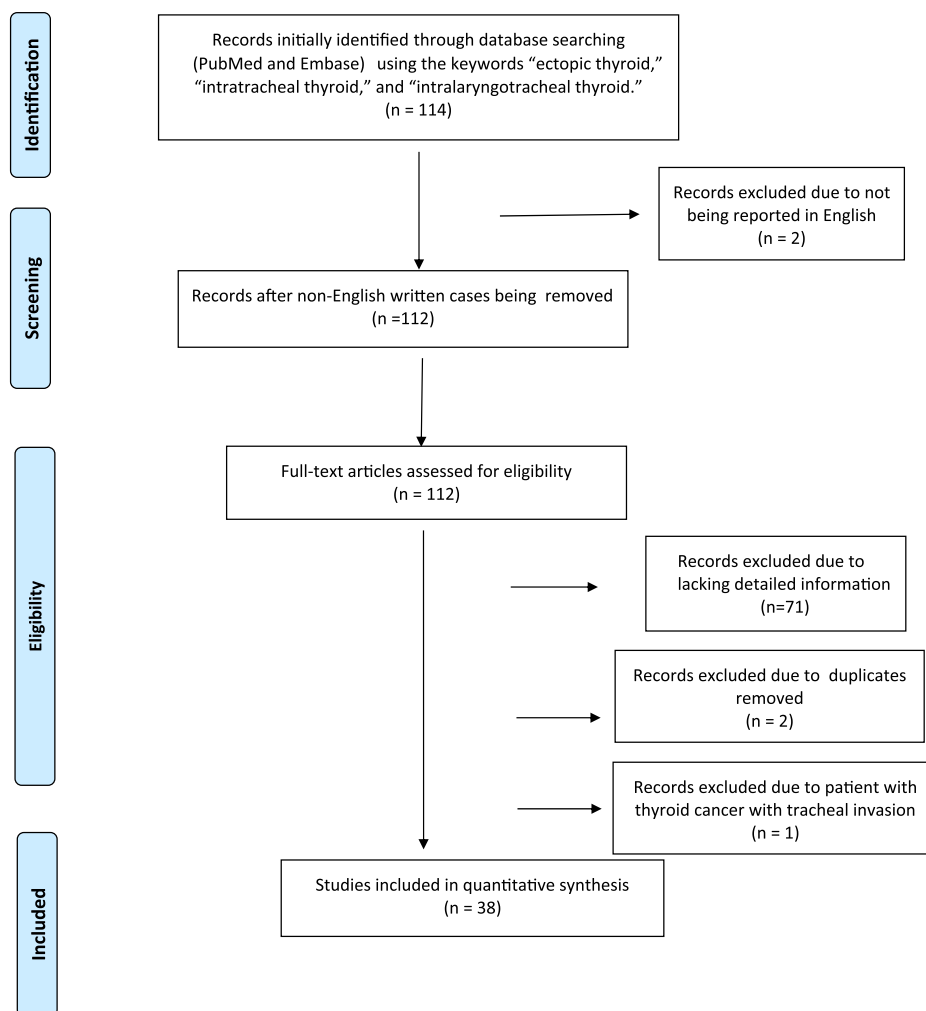 Identification
Records initially identified through database searching
(PubMed and Embase) using the keywords “ectopic thyroid,”
“intratracheal thyroid,” and “intralaryngotracheal thyroid.”
(n = 114)
Records excluded due to not
being reported in English
(n = 2)
Screening
Records after non-English written cases being removed
(n =112)
Eligibility
Full-text articles assessed for eligibility
(n = 112)
Records excluded due to
lacking detailed information
(n=71)
Records excluded due to duplicates
removed
(n = 2)
Records excluded due to patient with
thyroid cancer with tracheal invasion
(n = 1)
Included
Studies included in quantitative synthesis
(n = 38)